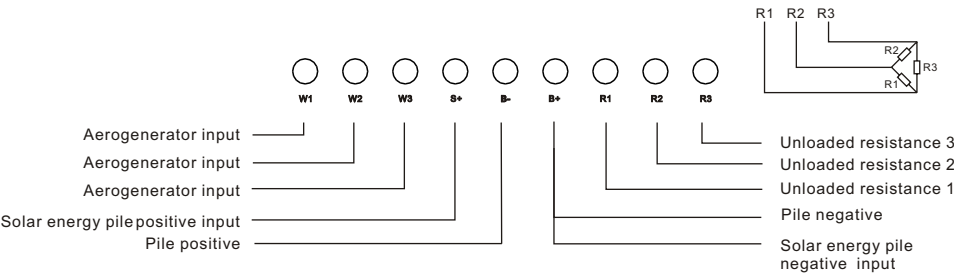 R1 R2 R3
R2
R3
R1
W1 W2 W3 S+ B- B+ R1 R2 R3
Aerogenerator input
Aerogenerator input
Aerogenerator input
Solar energy pile positive input
Pile positive
Unloaded resistance 3
Unloaded resistance 2
Unloaded resistance 1
Pile negative
Solar energy pile
negative input